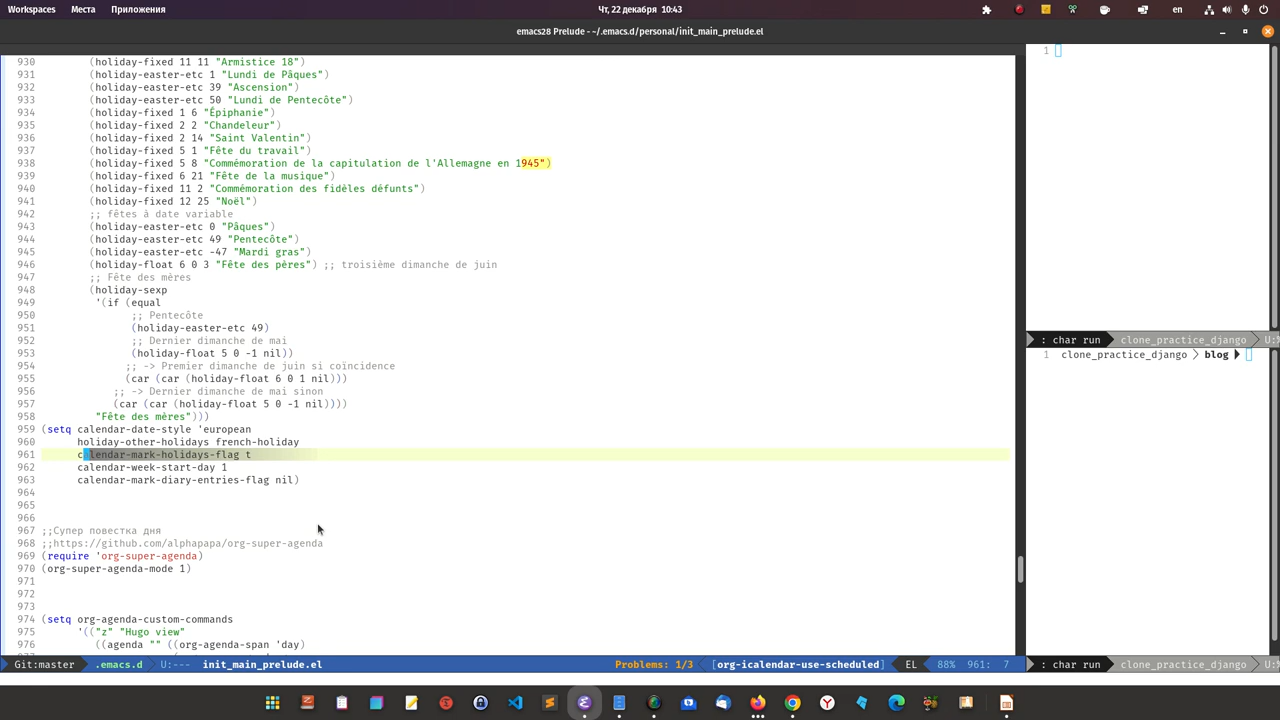 Workspaces Места Приложения Чт, 22 декабря 10:43 en
emacs28 Prelude - ~/.emacs.d/personal/init_main_prelude.el
930 (holiday-fixed 11 11 "Armistice 18")
931 (holiday-easter-etc 1 "Lundi de Pâques")
932 (holiday-easter-etc 39 "Ascension")
933 (holiday-easter-etc 50 "Lundi de Pentecôte")
934 (holiday-fixed 1 6 "Épiphanie")
935 (holiday-fixed 2 2 "Chandeleur")
936 (holiday-fixed 2 14 "Saint Valentin")
937 (holiday-fixed 5 1 "Fête du travail")
938 (holiday-fixed 5 8 "Commémoration de la capitulation de l'Allemagne en 1945")
939 (holiday-fixed 6 21 "Fête de la musique")
940 (holiday-fixed 11 2 "Commémoration des fidèles défunts")
941 (holiday-fixed 12 25 "Noël")
942 ;; fêtes à date variable
943 (holiday-easter-etc 0 "Pâques")
944 (holiday-easter-etc 49 "Pentecôte")
945 (holiday-easter-etc -47 "Mardi gras")
946 (holiday-float 6 0 3 "Fête des pères") ;; troisième dimanche de juin
947 ;; Fête des mères
948 (holiday-sexp
949 '(if (equal
950 ;; Pentecôte
951 (holiday-easter-etc 49)
952 ;; Dernier dimanche de mai
953 (holiday-float 5 0 -1 nil))
954 ;; -> Premier dimanche de juin si coïncidence
955 (car (car (holiday-float 6 0 1 nil)))
956 ;; -> Dernier dimanche de mai sinon
957 (car (car (holiday-float 5 0 -1 nil))))
958 "Fête des mères")))
959 (setq calendar-date-style 'european
960 holiday-other-holidays french-holiday
961 calendar-mark-holidays-flag t
962 calendar-week-start-day 1
963 calendar-mark-diary-entries-flag nil)
964
965
966
967 ;;Супер повестка дня
968 ;;https://github.com/alphapapa/org-super-agenda
969 (require 'org-super-agenda)
970 (org-super-agenda-mode 1)
971
972
973
974 (setq org-agenda-custom-commands
975 '(("z" "Hugo view"
976 ((agenda "" ((org-agenda-span 'day)
Git:master .emacs.d U:--- init_main_prelude.el Problems: 1/3 [org-icalendar-use-scheduled] EL 88% 961: 7
1
: char run clone_practice_django U:%
1 clone_practice_django > blog
: char run clone_practice_django U:%